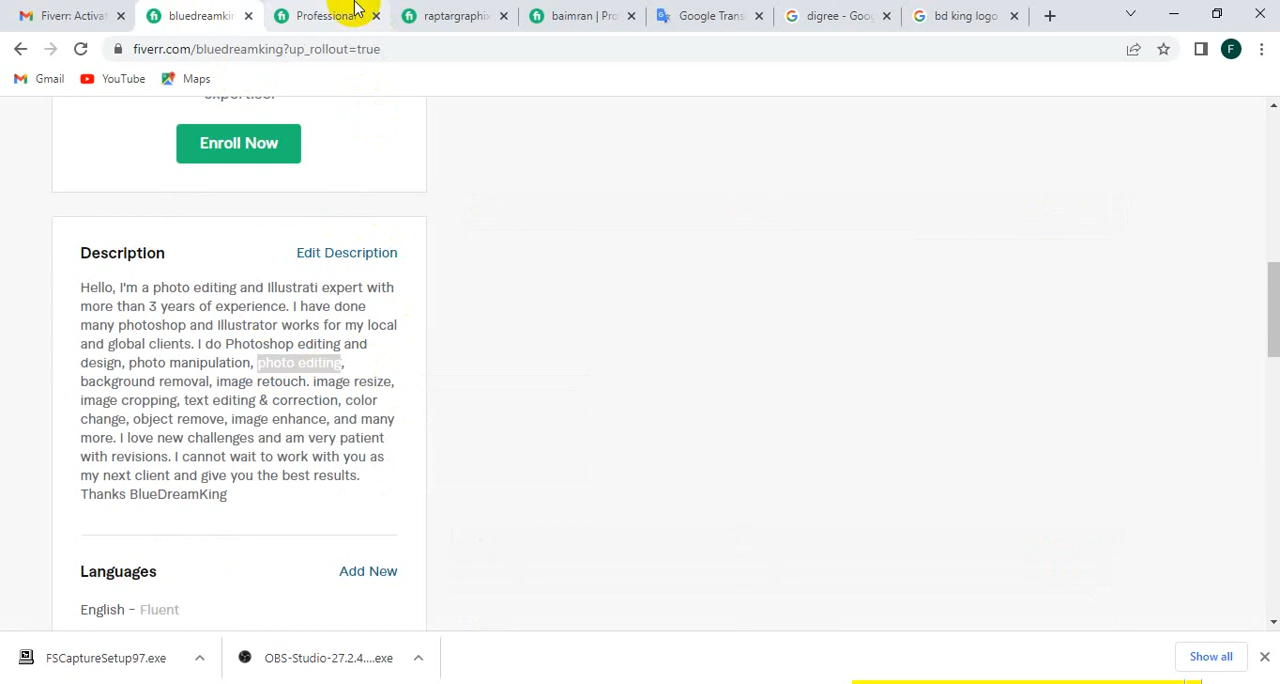 Fiverr: Activat
bluedreamkin
Professiona
raptargraphix
baimran | Pro
Google Trans
digree - Goog
bd king logo
fiverr.com/bluedreamking?up_rollout=true
F
Gmail
YouTube
Maps
Enroll Now
Description
Edit Description
Hello, I'm a photo editing and Illustrati expert with
more than 3 years of experience. I have done
many photoshop and Illustrator works for my local
and global clients. I do Photoshop editing and
design, photo manipulation, photo editing,
background removal, image retouch. image resize,
image cropping, text editing & correction, color
change, object remove, image enhance, and many
more. I love new challenges and am very patient
with revisions. I cannot wait to work with you as
my next client and give you the best results.
Thanks BlueDreamKing
Languages
Add New
English - Fluent
FSCaptureSetup97.exe
OBS-Studio-27.2.4....exe
Show all